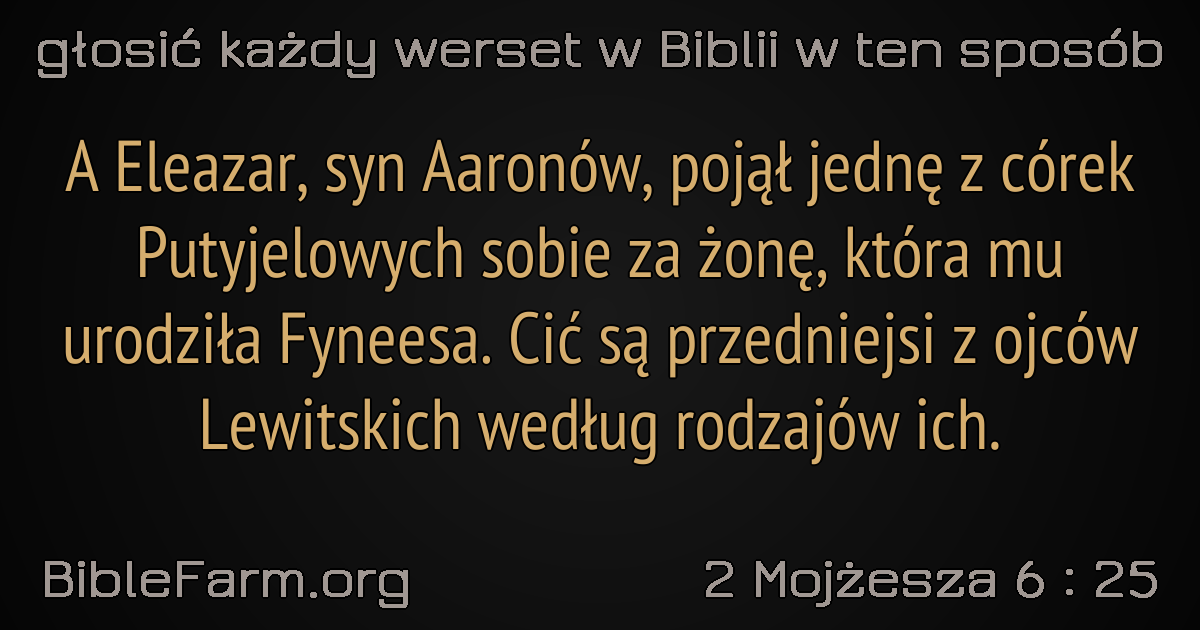 głosić każdy werset w Biblii w ten sposób
A Eleazar, syn Aaronów, pojął jednę z córek
Putyjelowych sobie za żonę, która mu
urodziła Fyneesa. Cić są przedniejsi z ojców
Lewitskich według rodzajów ich.
BibleFarm.org
2 Mojżesza 6 : 25